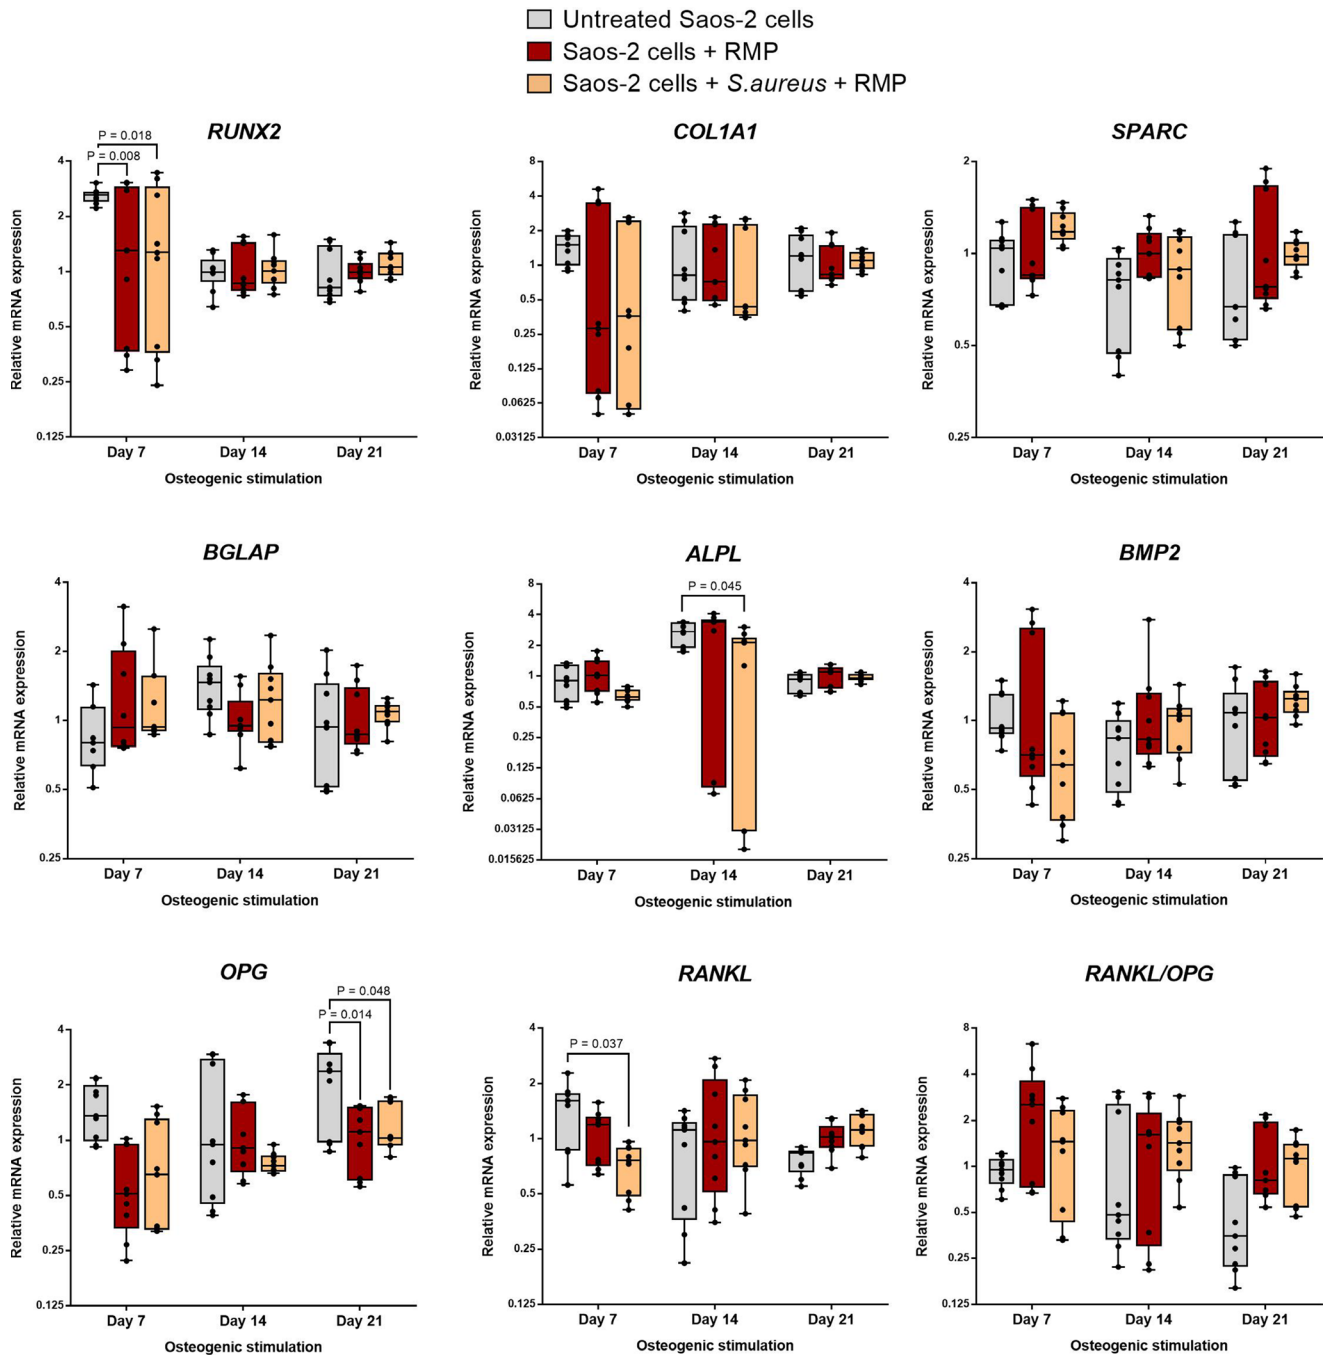 Untreated Saos-2 cells
Saos-2 cells + RMP
Saos-2 cells + S.aureus + RMP
RUNX2
P = 0.018
P = 0.008
Relative mRNA expression
4
2
1
0.5
0.25
0.125
Day 7
Day 14
Day 21
Osteogenic stimulation
COL1A1
Relative mRNA expression
8
4
2
1
0.5
0.25
0.125
0.0625
0.03125
Day 7
Day 14
Day 21
Osteogenic stimulation
SPARC
Relative mRNA expression
2
1
0.5
0.25
Day 7
Day 14
Day 21
Osteogenic stimulation
BGLAP
Relative mRNA expression
4
2
1
0.5
0.25
Day 7
Day 14
Day 21
Osteogenic stimulation
ALPL
P = 0.045
Relative mRNA expression
8
4
2
1
0.5
0.25
0.125
0.0625
0.03125
0.015625
Day 7
Day 14
Day 21
Osteogenic stimulation
BMP2
Relative mRNA expression
4
2
1
0.5
0.25
Day 7
Day 14
Day 21
Osteogenic stimulation
OPG
P = 0.048
P = 0.014
Relative mRNA expression
4
2
1
0.5
0.25
0.125
Day 7
Day 14
Day 21
Osteogenic stimulation
RANKL
P = 0.037
Relative mRNA expression
4
2
1
0.5
0.25
0.125
Day 7
Day 14
Day 21
Osteogenic stimulation
RANKL/OPG
Relative mRNA expression
8
4
2
1
0.5
0.25
0.125
Day 7
Day 14
Day 21
Osteogenic stimulation